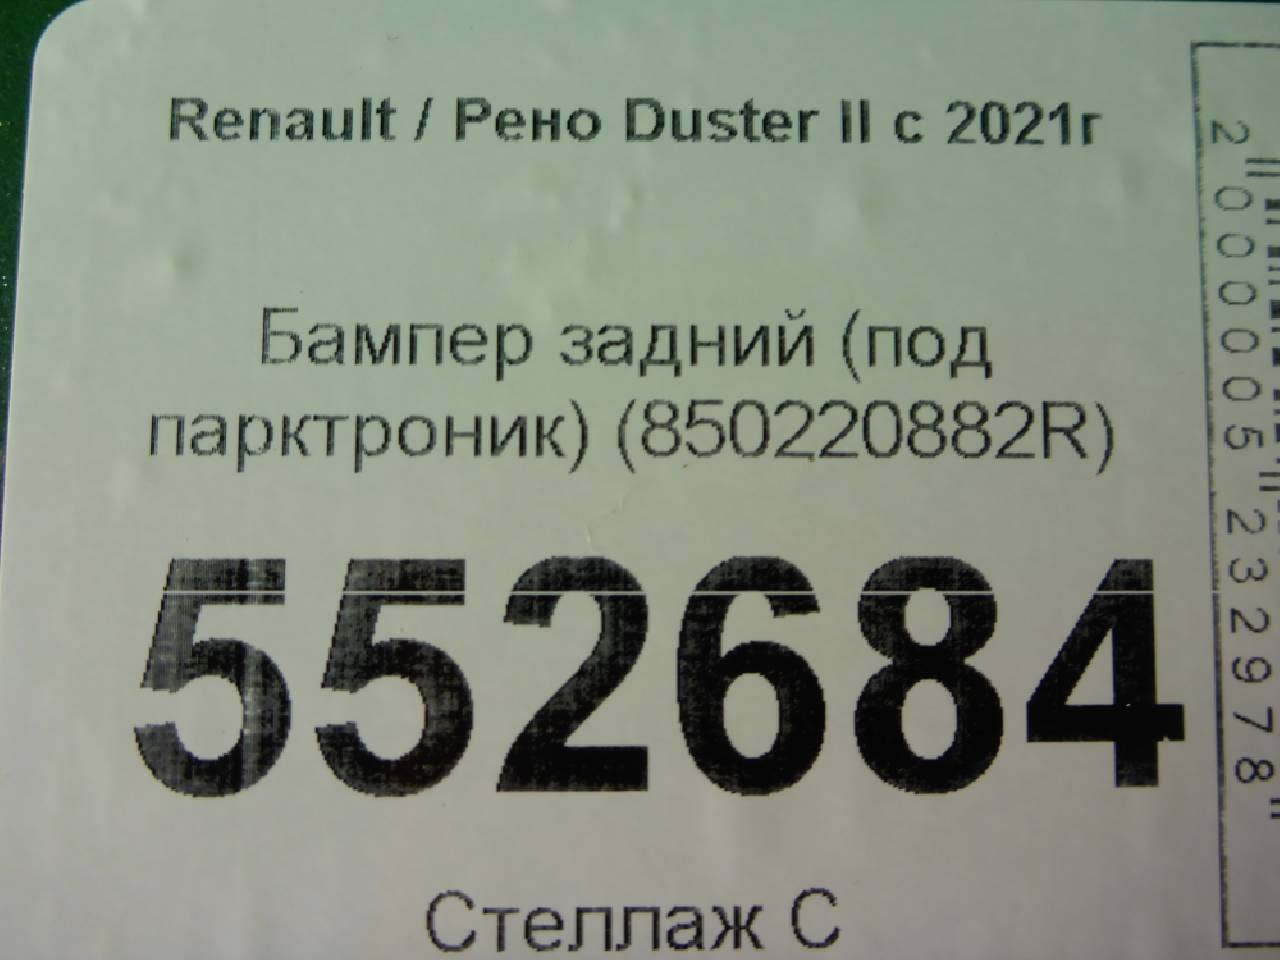 Renault / Рено Duster II с 2021г
Бампер задний (под
парктроник) (850220882R)
552684
Стеллаж С
2000005232978